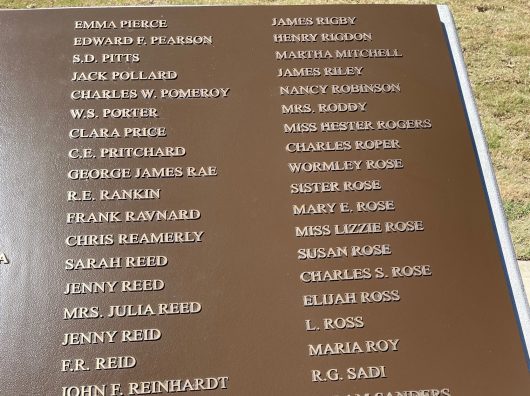 EMMA PIERCE
EDWARD F. PEARSON
S.D. PITTS
JACK POLLARD
CHARLES W. POMEROY
W.S. PORTER
CLARA PRICE
C.E. PRITCHARD
GEORGE JAMES RAE
R.E. RANKIN
FRANK RAVNARD
CHRIS REAMERLY
SARAH REED
JENNY REED
MRS. JULIA REED
JENNY REID
F.R. REID
JOHN F. REINHARDT
JAMES RIGBY
HENRY RIGDON
MARTHA MITCHELL
JAMES RILEY
NANCY ROBINSON
MRS. RODDY
MISS HESTER ROGERS
CHARLES ROPER
WORMLEY ROSE
SISTER ROSE
MARY E. ROSE
MISS LIZZIE ROSE
SUSAN ROSE
CHARLES S. ROSE
ELIJAH ROSS
L. ROSS
MARIA ROY
R.G. SADI
SANDERS